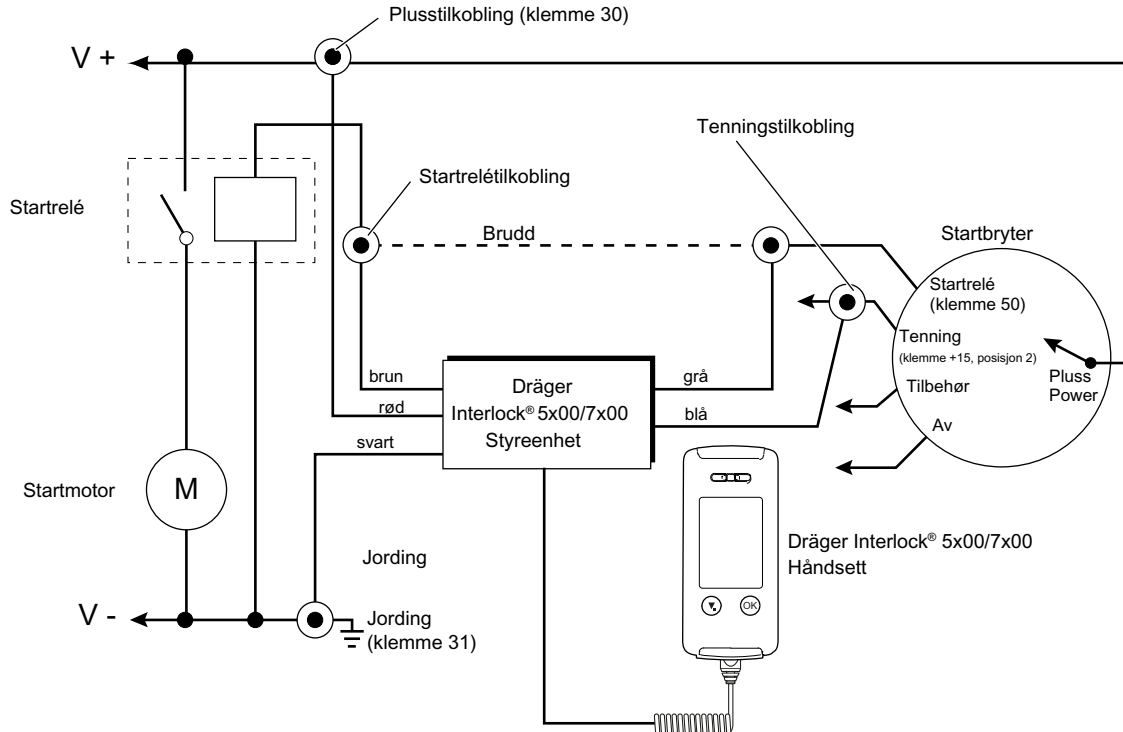 Plusstilkobling (klemme 30)
V +
Tenningstilkobling
Startrelétilkobling
Startrelé
Brudd
Startbryter
Startrelé
(klemme 50)
Tenning
(klemme +15, posisjon 2)
Pluss
Power
Tilbehør
Av
brun
rød
svart
Dräger
Interlock® 5x00/7x00
Styreenhet
grå
blå
Startmotor
M
Dräger Interlock® 5x00/7x00
Håndsett
OK
Jording
V -
Jording
(klemme 31)